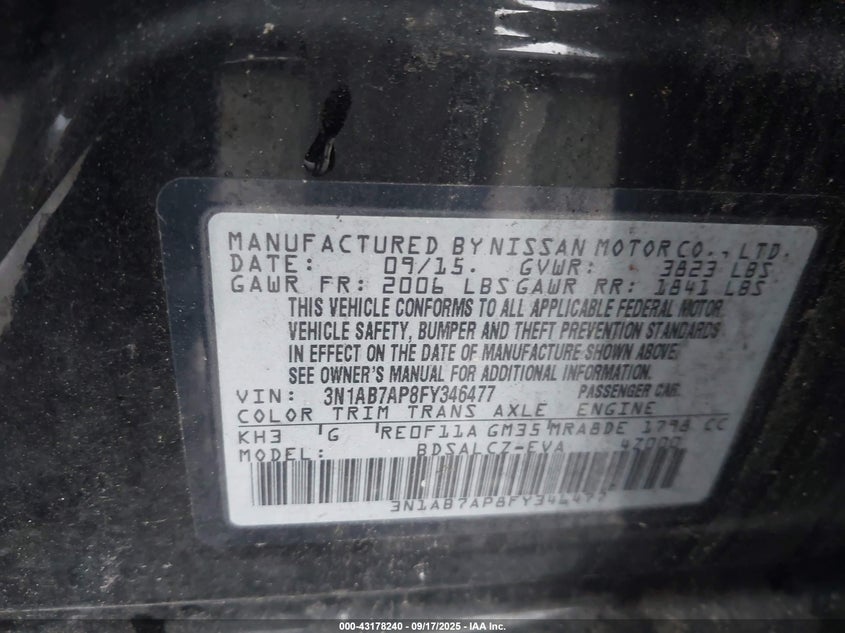 MANUFACTURED BY NISSAN MOTOR CO., LTD.
DATE: 09/15. GVWR: 3823 LBS
GAWR FR: 2006 LBS GAWR RR: 1841 LBS
THIS VEHICLE CONFORMS TO ALL APPLICABLE FEDERAL MOTOR
VEHICLE SAFETY, BUMPER AND THEFT PREVENTION STANDARDS
IN EFFECT ON THE DATE OF MANUFACTURE SHOWN ABOVE.
SEE OWNER'S MANUAL FOR ADDITIONAL INFORMATION.
VIN: 3N1AB7AP8FY346477 PASSENGER CAR
COLOR TRIM TRANS AXLE ENGINE
KH3 G RE0F11A GM35 MRA8DE 1798 CC
MODEL: BDSALCZ-EVA 47000
3N1AB7AP8FY346477
000-43178240 - 09/17/2025 - IAA Inc.